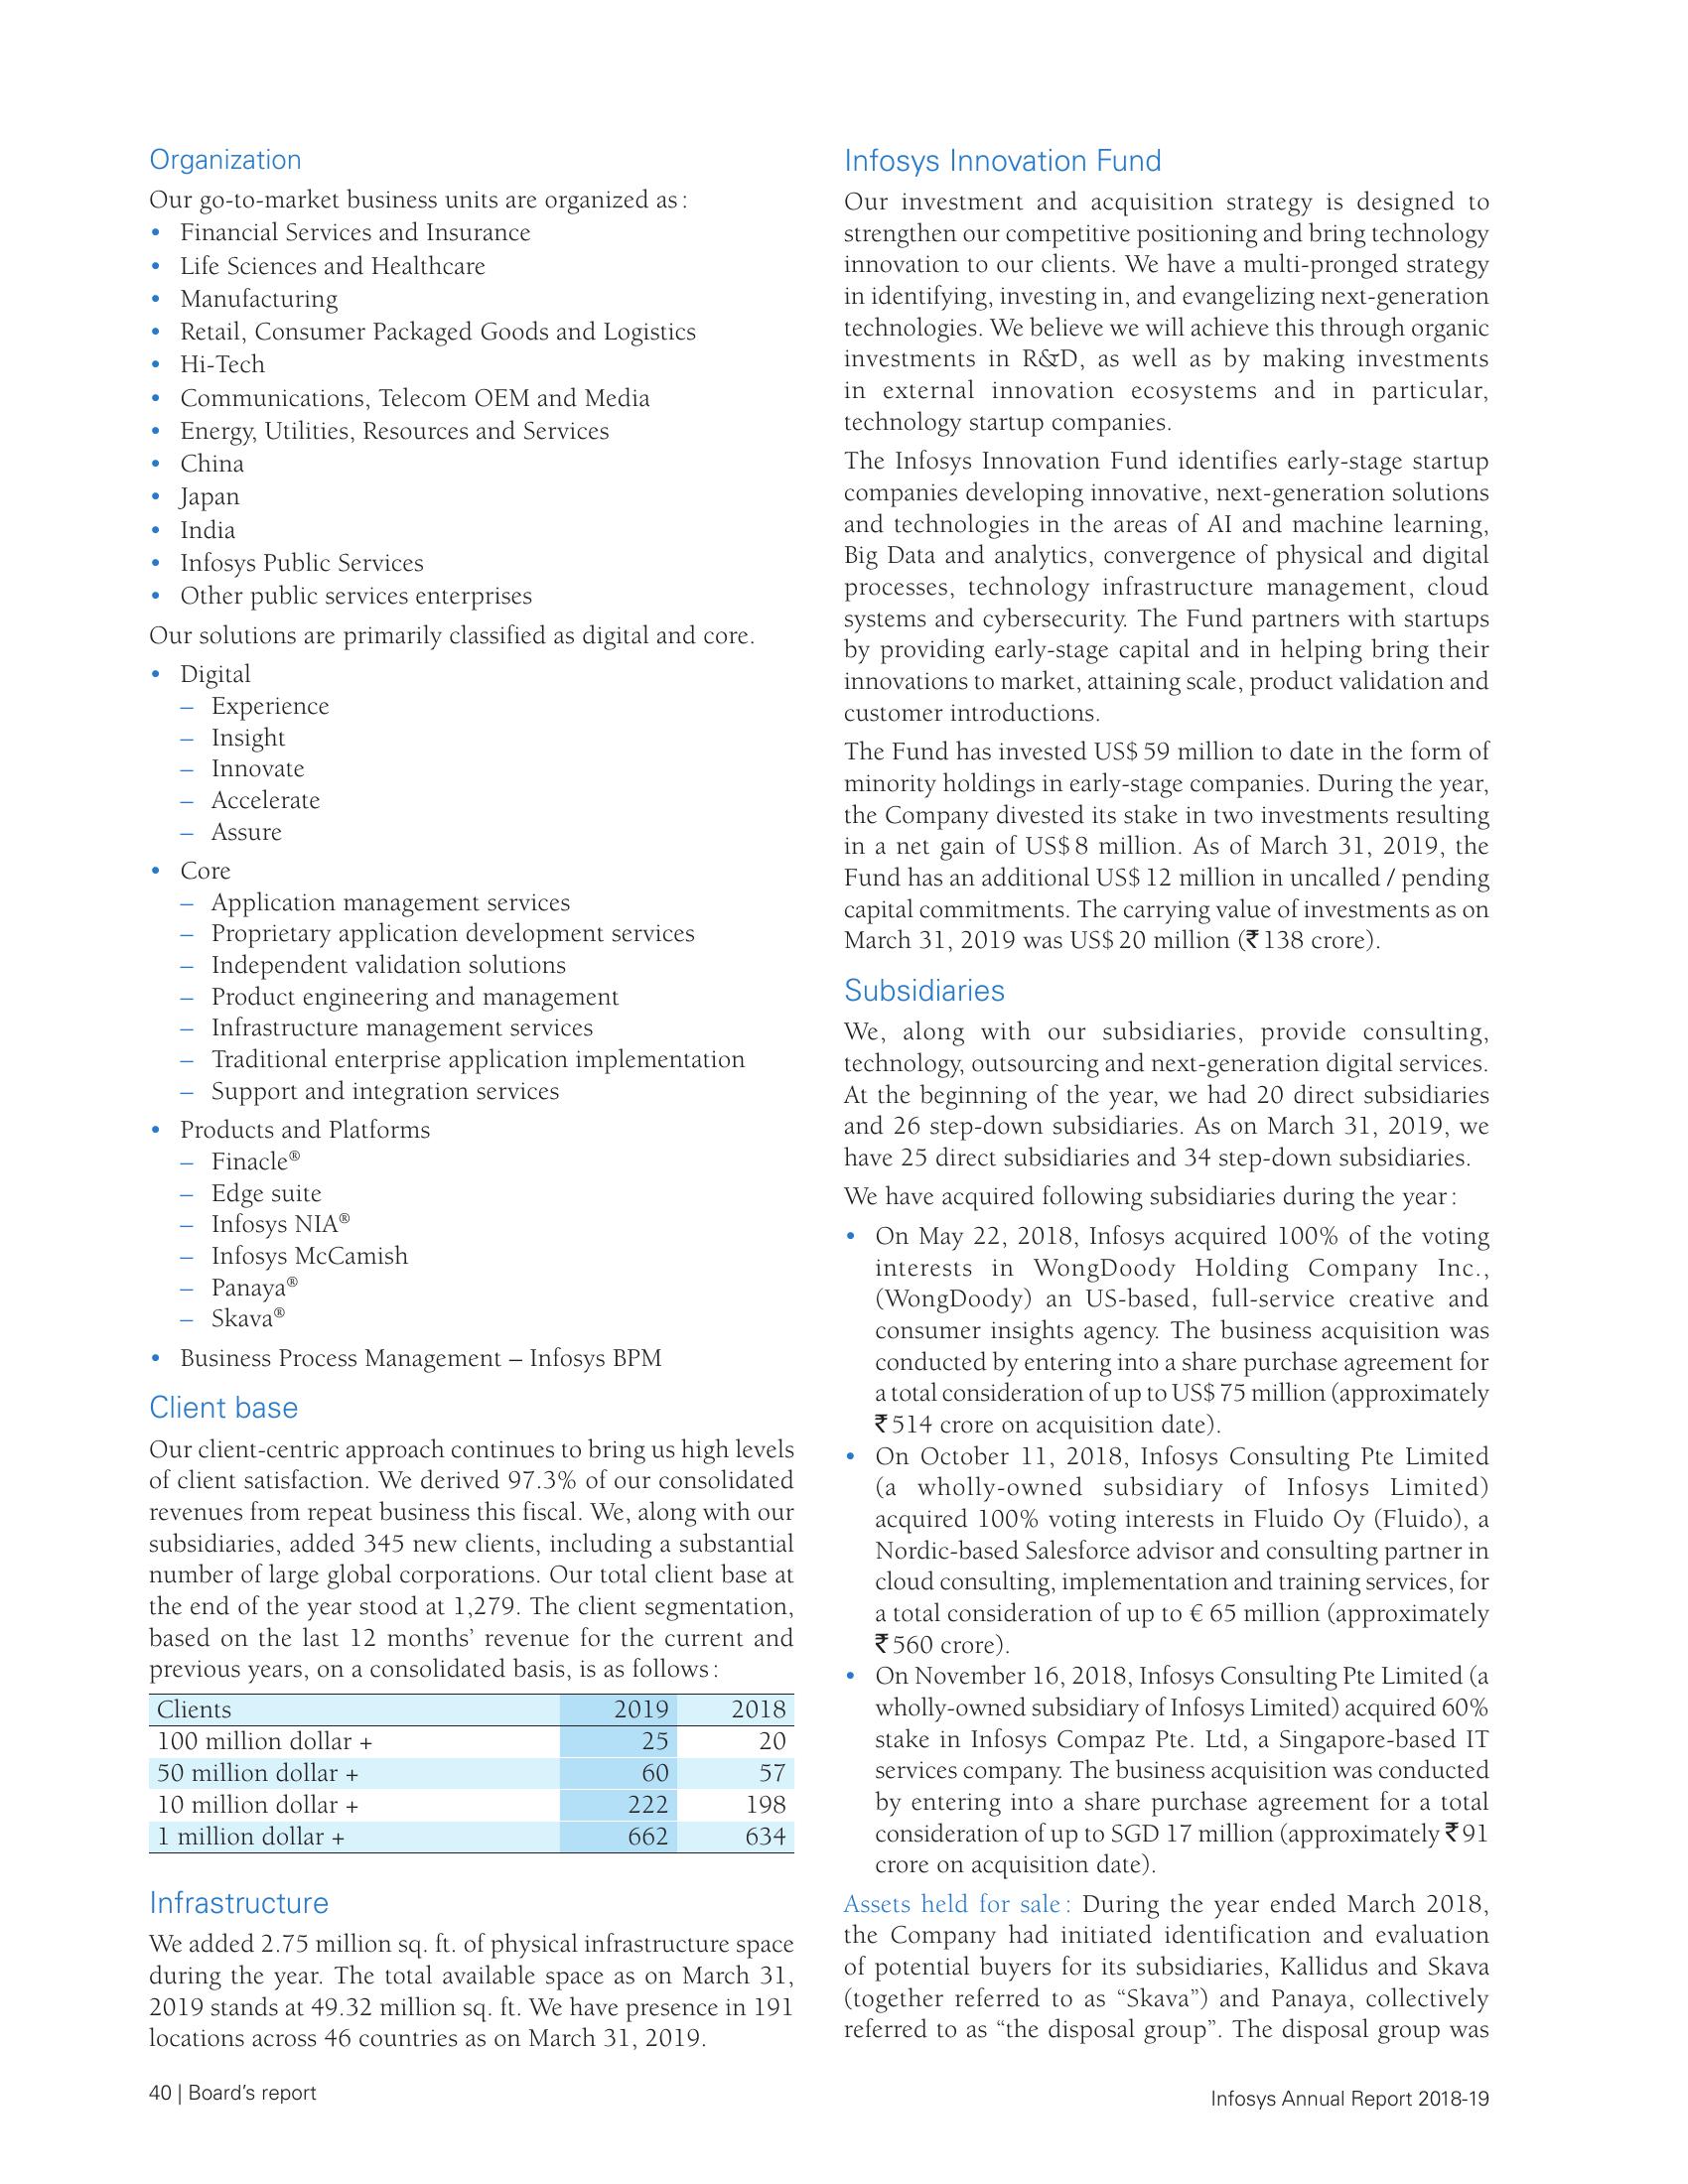 Organization
Our go-to-market business units are organized as :
• Financial Services and Insurance
• Life Sciences and Healthcare
• Manufacturing
• Retail, Consumer Packaged Goods and Logistics
• Hi-Tech
• Communications, Telecom OEM and Media
• Energy, Utilities, Resources and Services
• China
• Japan
• India
• Infosys Public Services
• Other public services enterprises
Our solutions are primarily classified as digital and core.
• Digital
– Experience
– Insight
– Innovate
– Accelerate
– Assure
• Core
– Application management services
– Proprietary application development services
– Independent validation solutions
– Product engineering and management
– Infrastructure management services
– Traditional enterprise application implementation
– Support and integration services
• Products and Platforms
– Finacle®
– Edge suite
– Infosys NIA®
– Infosys McCamish
– Panaya®
– Skava®
• Business Process Management – Infosys BPM
Client base
Our client-centric approach continues to bring us high levels
of client satisfaction. We derived 97.3% of our consolidated
revenues from repeat business this fiscal. We, along with our
subsidiaries, added 345 new clients, including a substantial
number of large global corporations. Our total client base at
the end of the year stood at 1,279. The client segmentation,
based on the last 12 months’ revenue for the current and
previous years, on a consolidated basis, is as follows :
Clients 2019 2018
100 million dollar + 25 20
50 million dollar + 60 57
10 million dollar + 222 198
1 million dollar + 662 634
Infrastructure
We added 2.75 million sq. ft. of physical infrastructure space
during the year. The total available space as on March 31,
2019 stands at 49.32 million sq. ft. We have presence in 191
locations across 46 countries as on March 31, 2019.
Infosys Innovation Fund
Our investment and acquisition strategy is designed to
strengthen our competitive positioning and bring technology
innovation to our clients. We have a multi-pronged strategy
in identifying, investing in, and evangelizing next-generation
technologies. We believe we will achieve this through organic
investments in R&D, as well as by making investments
in external innovation ecosystems and in particular,
technology startup companies.
The Infosys Innovation Fund identifies early-stage startup
companies developing innovative, next-generation solutions
and technologies in the areas of AI and machine learning,
Big Data and analytics, convergence of physical and digital
processes, technology infrastructure management, cloud
systems and cybersecurity. The Fund partners with startups
by providing early-stage capital and in helping bring their
innovations to market, attaining scale, product validation and
customer introductions.
The Fund has invested US$ 59 million to date in the form of
minority holdings in early-stage companies. During the year,
the Company divested its stake in two investments resulting
in a net gain of US$ 8 million. As of March 31, 2019, the
Fund has an additional US$ 12 million in uncalled / pending
capital commitments. The carrying value of investments as on
March 31, 2019 was US$ 20 million (₹ 138 crore).
Subsidiaries
We, along with our subsidiaries, provide consulting,
technology, outsourcing and next-generation digital services.
At the beginning of the year, we had 20 direct subsidiaries
and 26 step-down subsidiaries. As on March 31, 2019, we
have 25 direct subsidiaries and 34 step-down subsidiaries.
We have acquired following subsidiaries during the year :
• On May 22, 2018, Infosys acquired 100% of the voting
interests in WongDoody Holding Company Inc.,
(WongDoody) an US-based, full-service creative and
consumer insights agency. The business acquisition was
conducted by entering into a share purchase agreement for
a total consideration of up to US$ 75 million (approximately
₹ 514 crore on acquisition date).
• On October 11, 2018, Infosys Consulting Pte Limited
(a wholly-owned subsidiary of Infosys Limited)
acquired 100% voting interests in Fluido Oy (Fluido), a
Nordic-based Salesforce advisor and consulting partner in
cloud consulting, implementation and training services, for
a total consideration of up to € 65 million (approximately
₹ 560 crore).
• On November 16, 2018, Infosys Consulting Pte Limited (a
wholly-owned subsidiary of Infosys Limited) acquired 60%
stake in Infosys Compaz Pte. Ltd, a Singapore-based IT
services company. The business acquisition was conducted
by entering into a share purchase agreement for a total
consideration of up to SGD 17 million (approximately ₹ 91
crore on acquisition date).
Assets held for sale : During the year ended March 2018,
the Company had initiated identification and evaluation
of potential buyers for its subsidiaries, Kallidus and Skava
(together referred to as “Skava”) and Panaya, collectively
referred to as “the disposal group”. The disposal group was
40 | Board’s report
Infosys Annual Report 2018-19